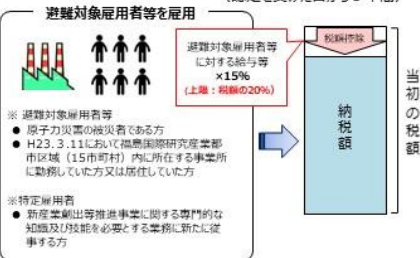 避難対象雇用者等を雇用
※ 避難対象雇用者等
● 原子力災害の被災者である方
● H23.3.11において福島国際研究産業都
市区域（15市町村）内に所在する事業所
に勤務していた方又は居住していた方
※特定雇用者
● 新産業創出等推進事業に関する専門的な
知識及び技能を必要とする業務に新たに従
事する方
避難対象雇用者等
に対する給与等
×15%
(上限：税額の20%)
税額控除
納税額
当初の税額